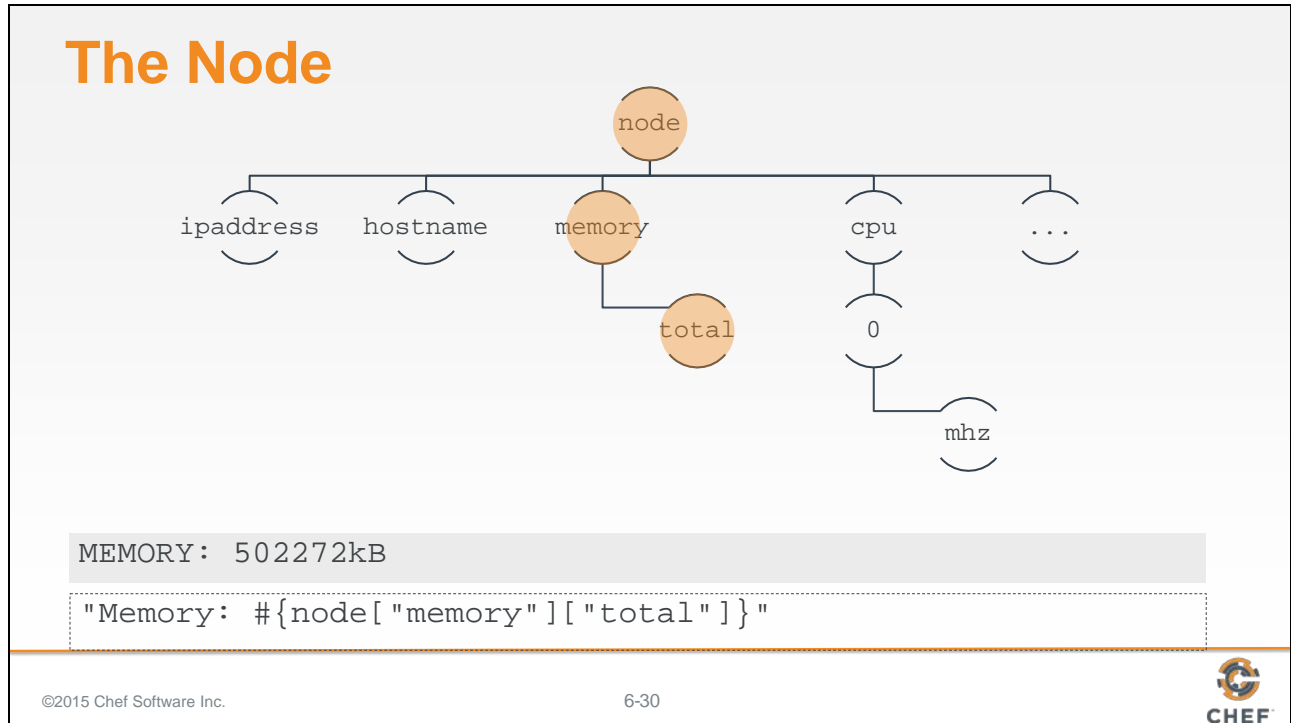 The Node
node
ipaddress hostname memory cpu ...
total 0
mhz
MEMORY: 502272kB
"Memory: #{node["memory"]["total"]}"
©2015 Chef Software Inc. 6-30
CHEF